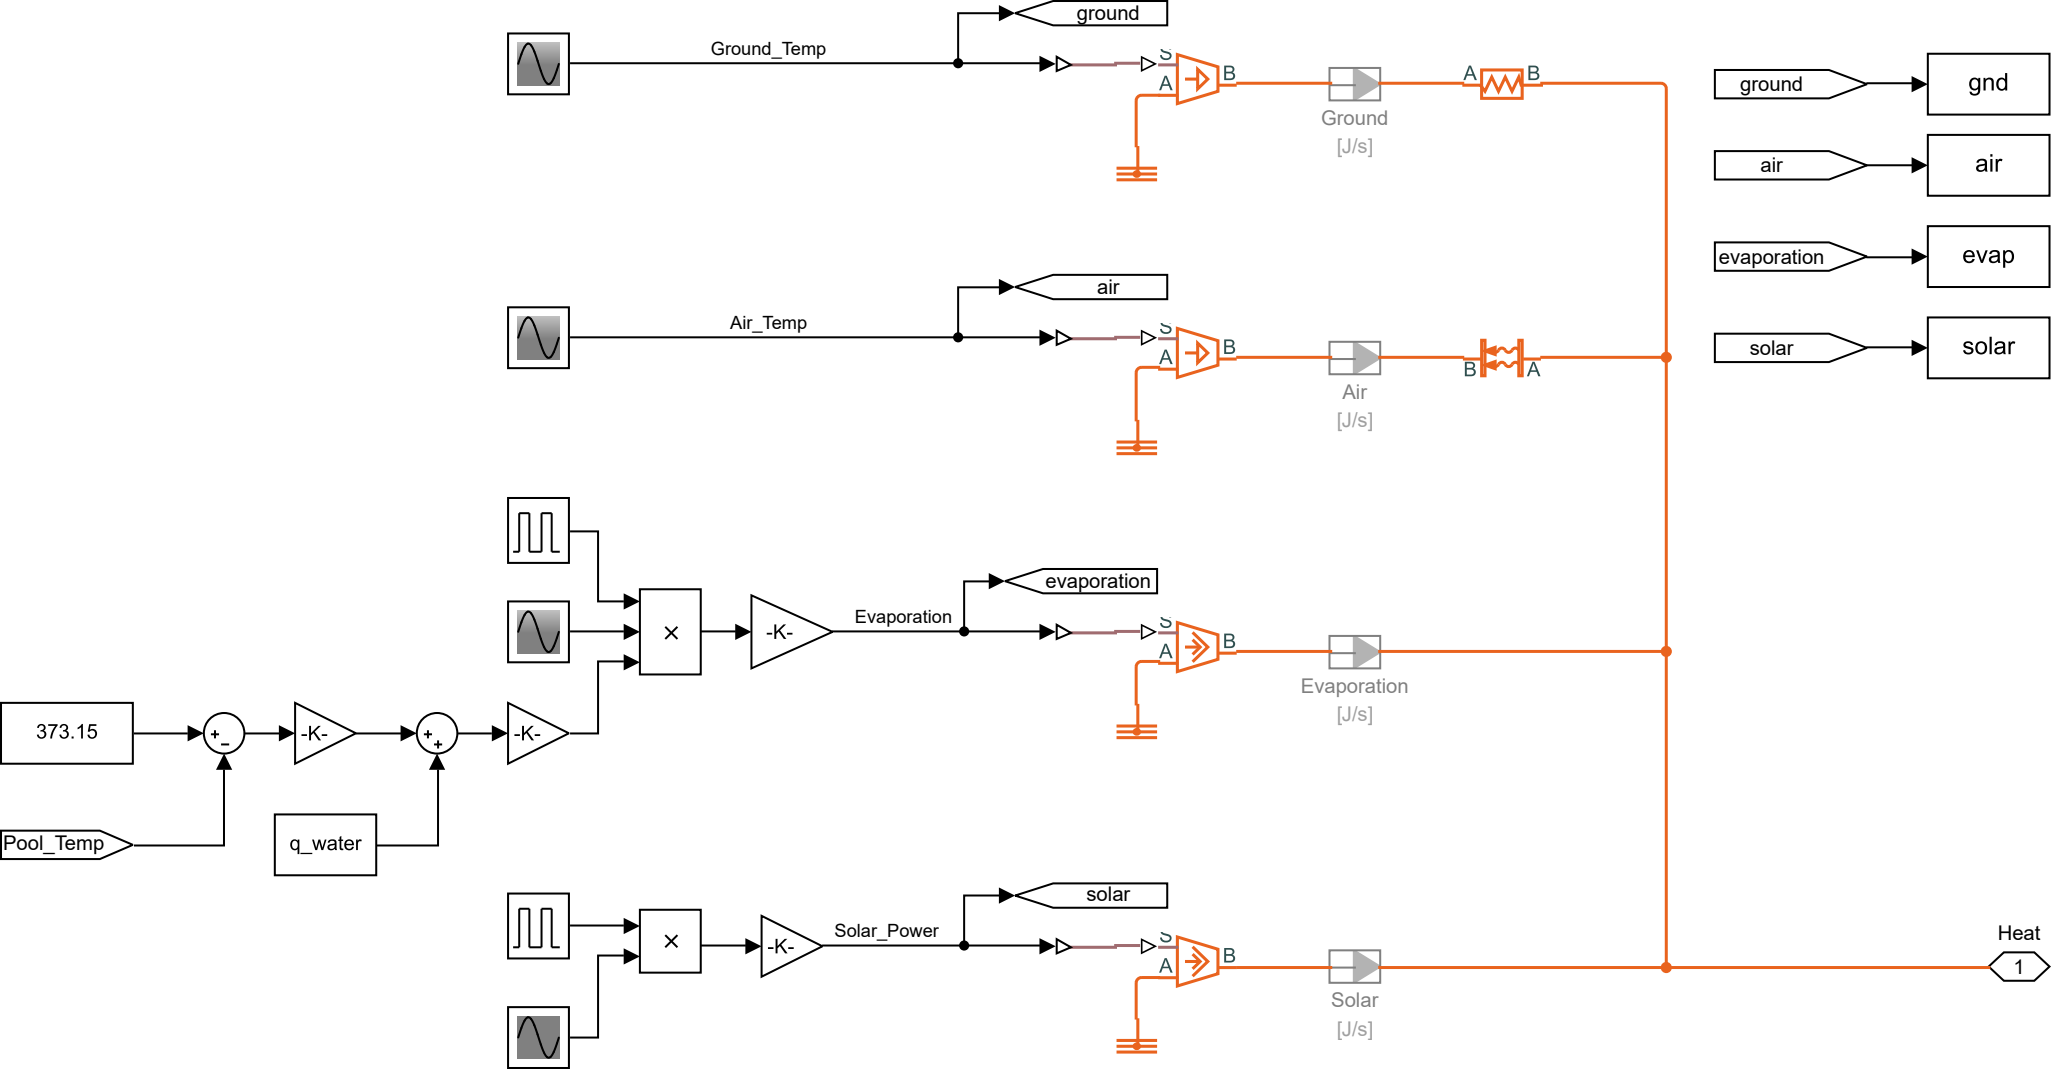 ground
Ground_Temp
S
A
B
Ground
[J/s]
A
B
ground
gnd
air
air
evaporation
evap
solar
solar
air
Air_Temp
S
A
B
Air
[J/s]
B
A
evaporation
Evaporation
×
-K-
S
A
B
Evaporation
[J/s]
373.15
+
−
-K-
+
+
-K-
Pool_Temp
q_water
solar
Solar_Power
×
-K-
S
A
B
Solar
[J/s]
Heat
1